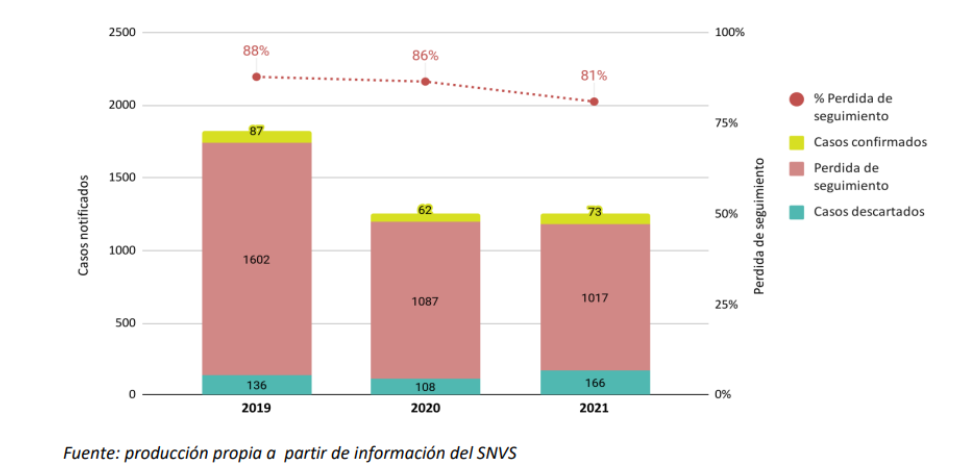 2500
2000
1500
1000
500
0
Casos notificados
100%
75%
50%
25%
0%
Perdida de seguimiento
88%
86%
81%
87
1602
136
62
1087
108
73
1017
166
2019
2020
2021
% Perdida de
seguimiento
Casos confirmados
Perdida de
seguimiento
Casos descartados
Fuente: producción propia a partir de información del SNVS